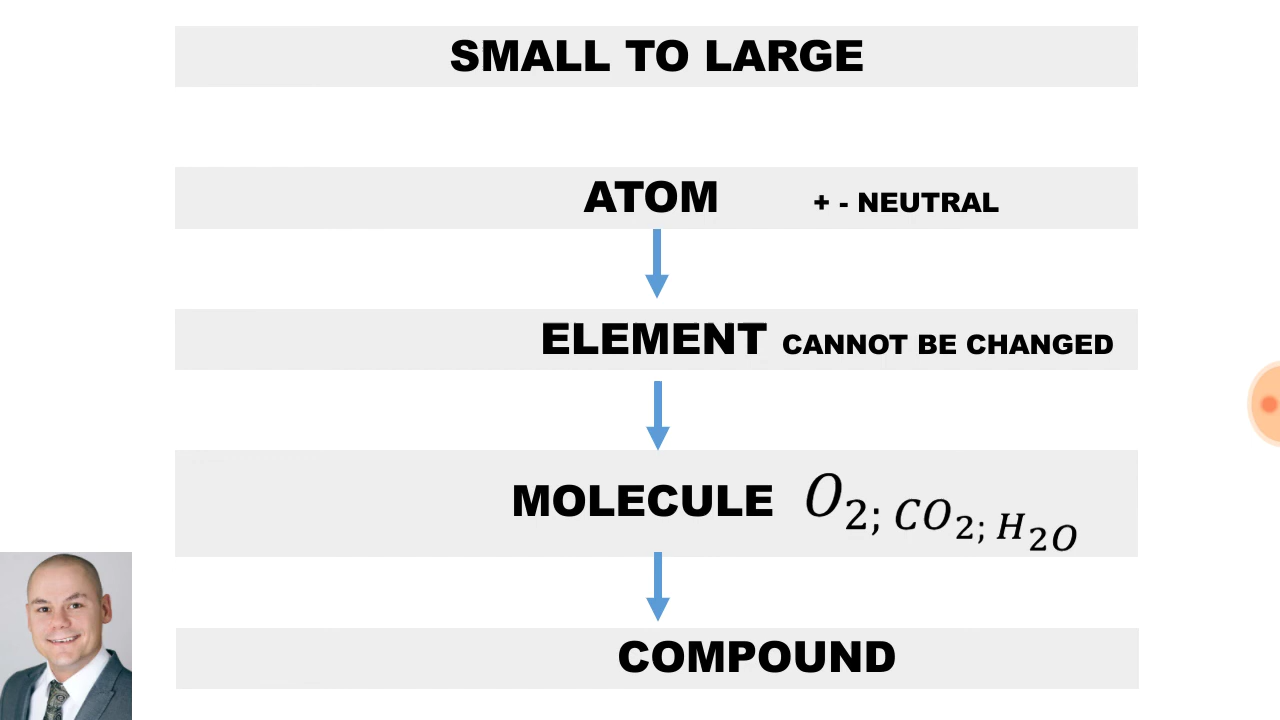 SMALL TO LARGE
ATOM + - NEUTRAL
ELEMENT CANNOT BE CHANGED
MOLECULE O₂; CO₂; H₂O
COMPOUND